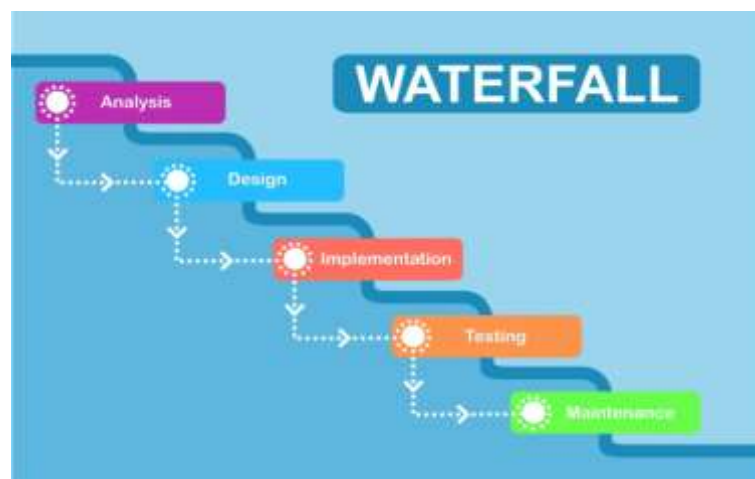 WATERFALL
Analysis
Design
Implementation
Testing
Maintenance